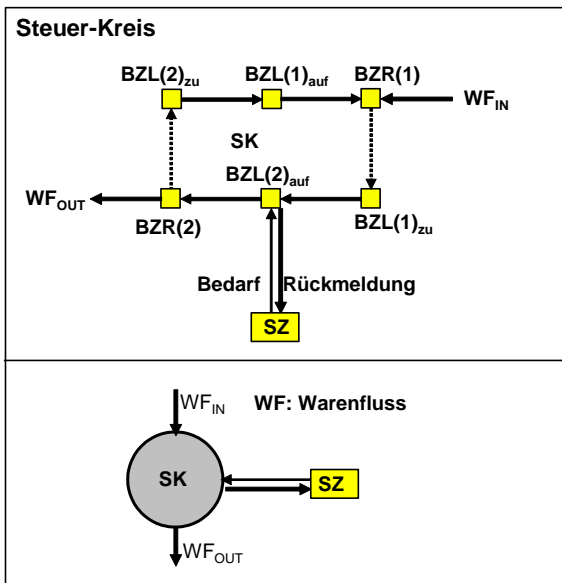 Steuer-Kreis
BZL(2)zu BZL(1)auf BZR(1)
WFIN
SK
BZL(2)auf
WFOUT
BZR(2) BZL(1)zu
Bedarf Rückmeldung
SZ
WFIN WF: Warenfluss
SK SZ
WFOUT